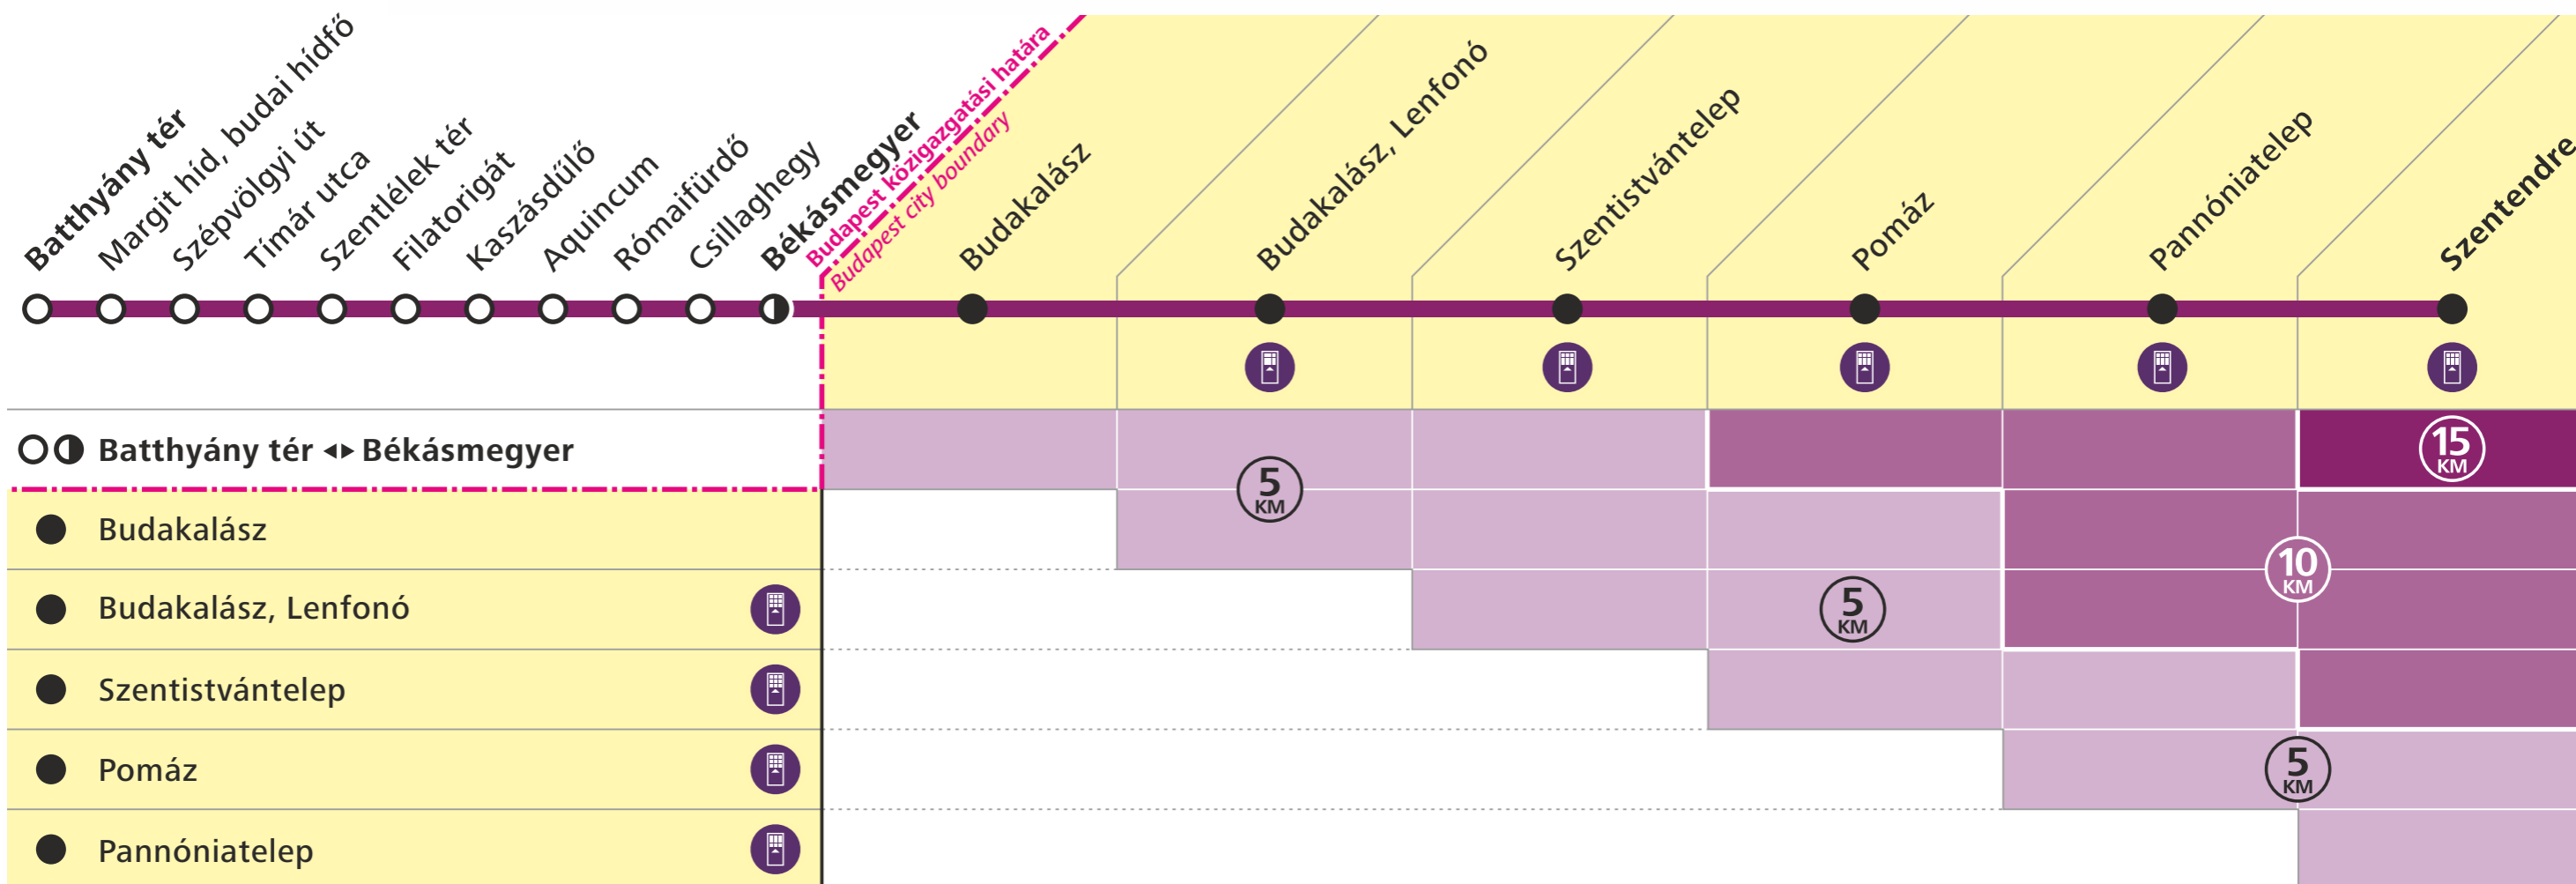 Batthyány tér
Margit híd, budai hídfő
Szépvölgyi út
Tímár utca
Szentlélek tér
Filatorigát
Kaszásdűlő
Aquincum
Rómaifürdő
Csillaghegy
Békásmegyer
Budapest közigazgatási határa
Budapest city boundary
Budakalász
Budakalász, Lenfonó
Szentistvántelep
Pomáz
Pannóniatelep
Szentendre
Batthyány tér ◂▸ Békásmegyer
15
KM
5
KM
Budakalász
10
KM
Budakalász, Lenfonó
5
KM
Szentistvántelep
Pomáz
5
KM
Pannóniatelep